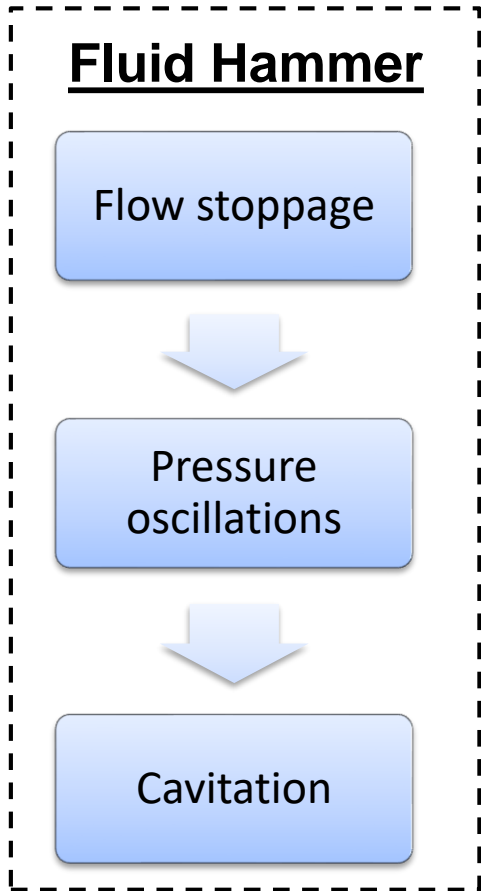 Fluid Hammer
Flow stoppage
Pressure
oscillations
Cavitation